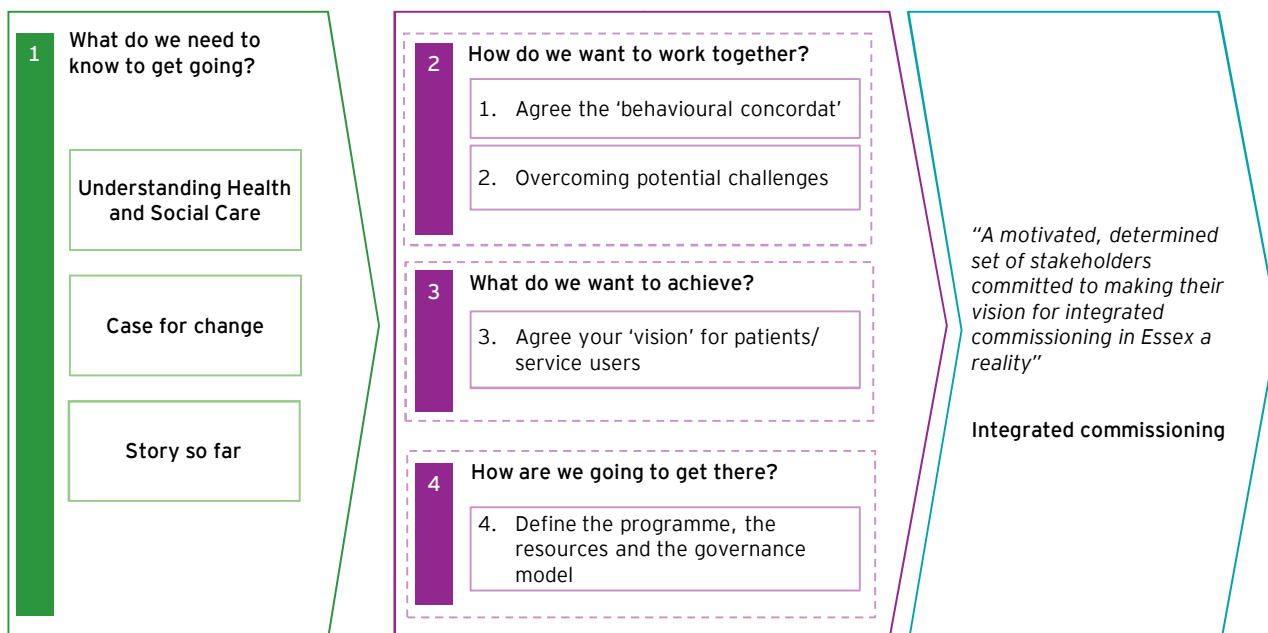 1
What do we need to
know to get going?
Understanding Health
and Social Care
Case for change
Story so far
2
How do we want to work together?
1. Agree the ‘behavioural concordat’
2. Overcoming potential challenges
3
What do we want to achieve?
3. Agree your ‘vision’ for patients/
service users
4
How are we going to get there?
4. Define the programme, the
resources and the governance
model
“A motivated, determined
set of stakeholders
committed to making their
vision for integrated
commissioning in Essex a
reality”
Integrated commissioning